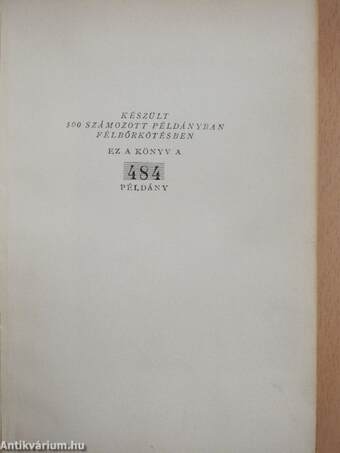 KÉSZÜLT
500 SZÁMOZOTT PÉLDÁNYBAN
FÉLBŐRKÖTÉSBEN
EZ A KÖNYV A
484
PÉLDÁNY
Antikvárium.hu